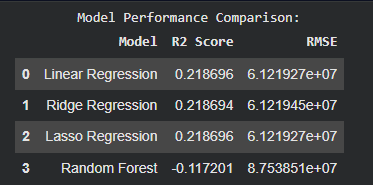 Model Performance Comparison:
Model R2 Score RMSE
0 Linear Regression 0.218696 6.121927e+07
1 Ridge Regression 0.218694 6.121945e+07
2 Lasso Regression 0.218696 6.121927e+07
3 Random Forest -0.117201 8.753851e+07